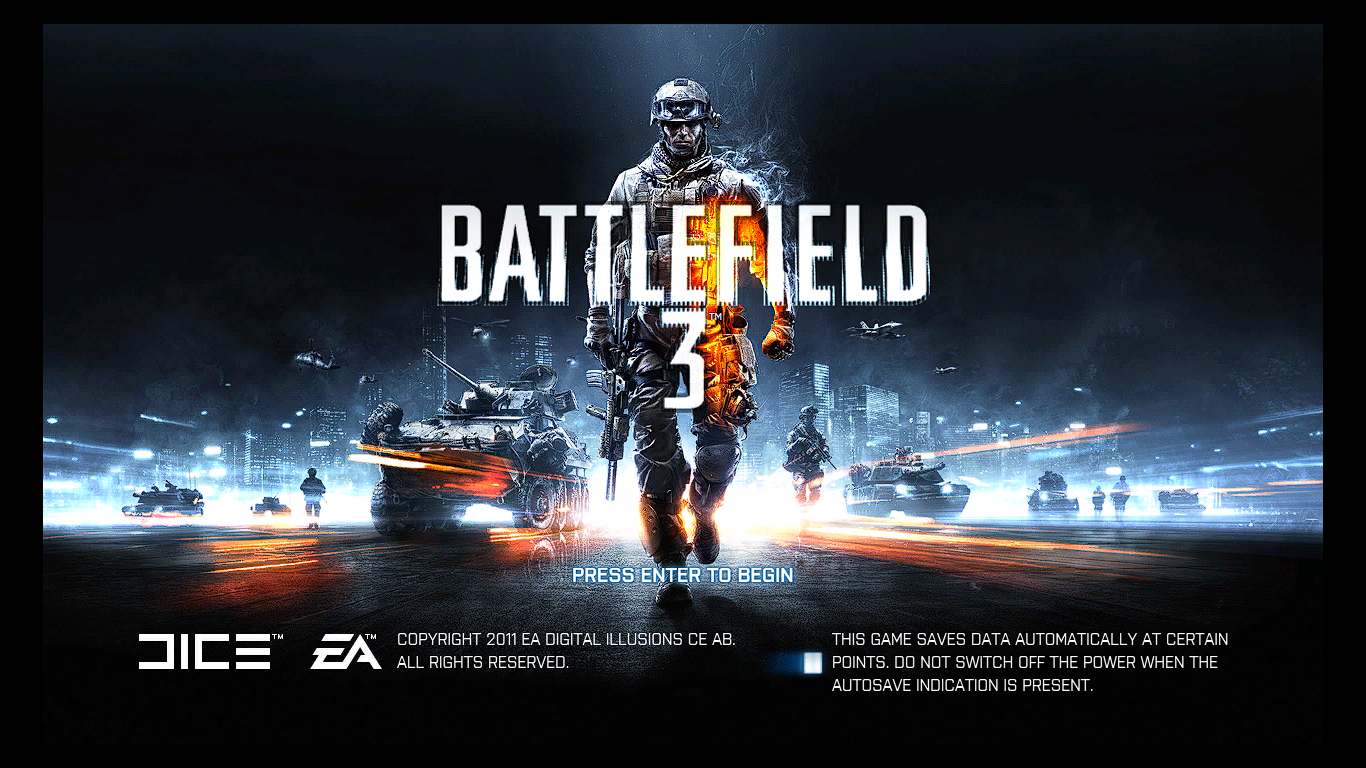 BATTLEFIELD
3™
PRESS ENTER TO BEGIN
DICE™
EA™
COPYRIGHT 2011 EA DIGITAL ILLUSIONS CE AB.
ALL RIGHTS RESERVED.
THIS GAME SAVES DATA AUTOMATICALLY AT CERTAIN
POINTS. DO NOT SWITCH OFF THE POWER WHEN THE
AUTOSAVE INDICATION IS PRESENT.